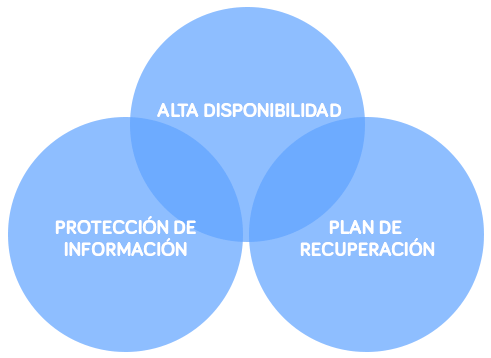 ALTA DISPONIBILIDAD
PROTECCIÓN DE
INFORMACIÓN
PLAN DE
RECUPERACIÓN